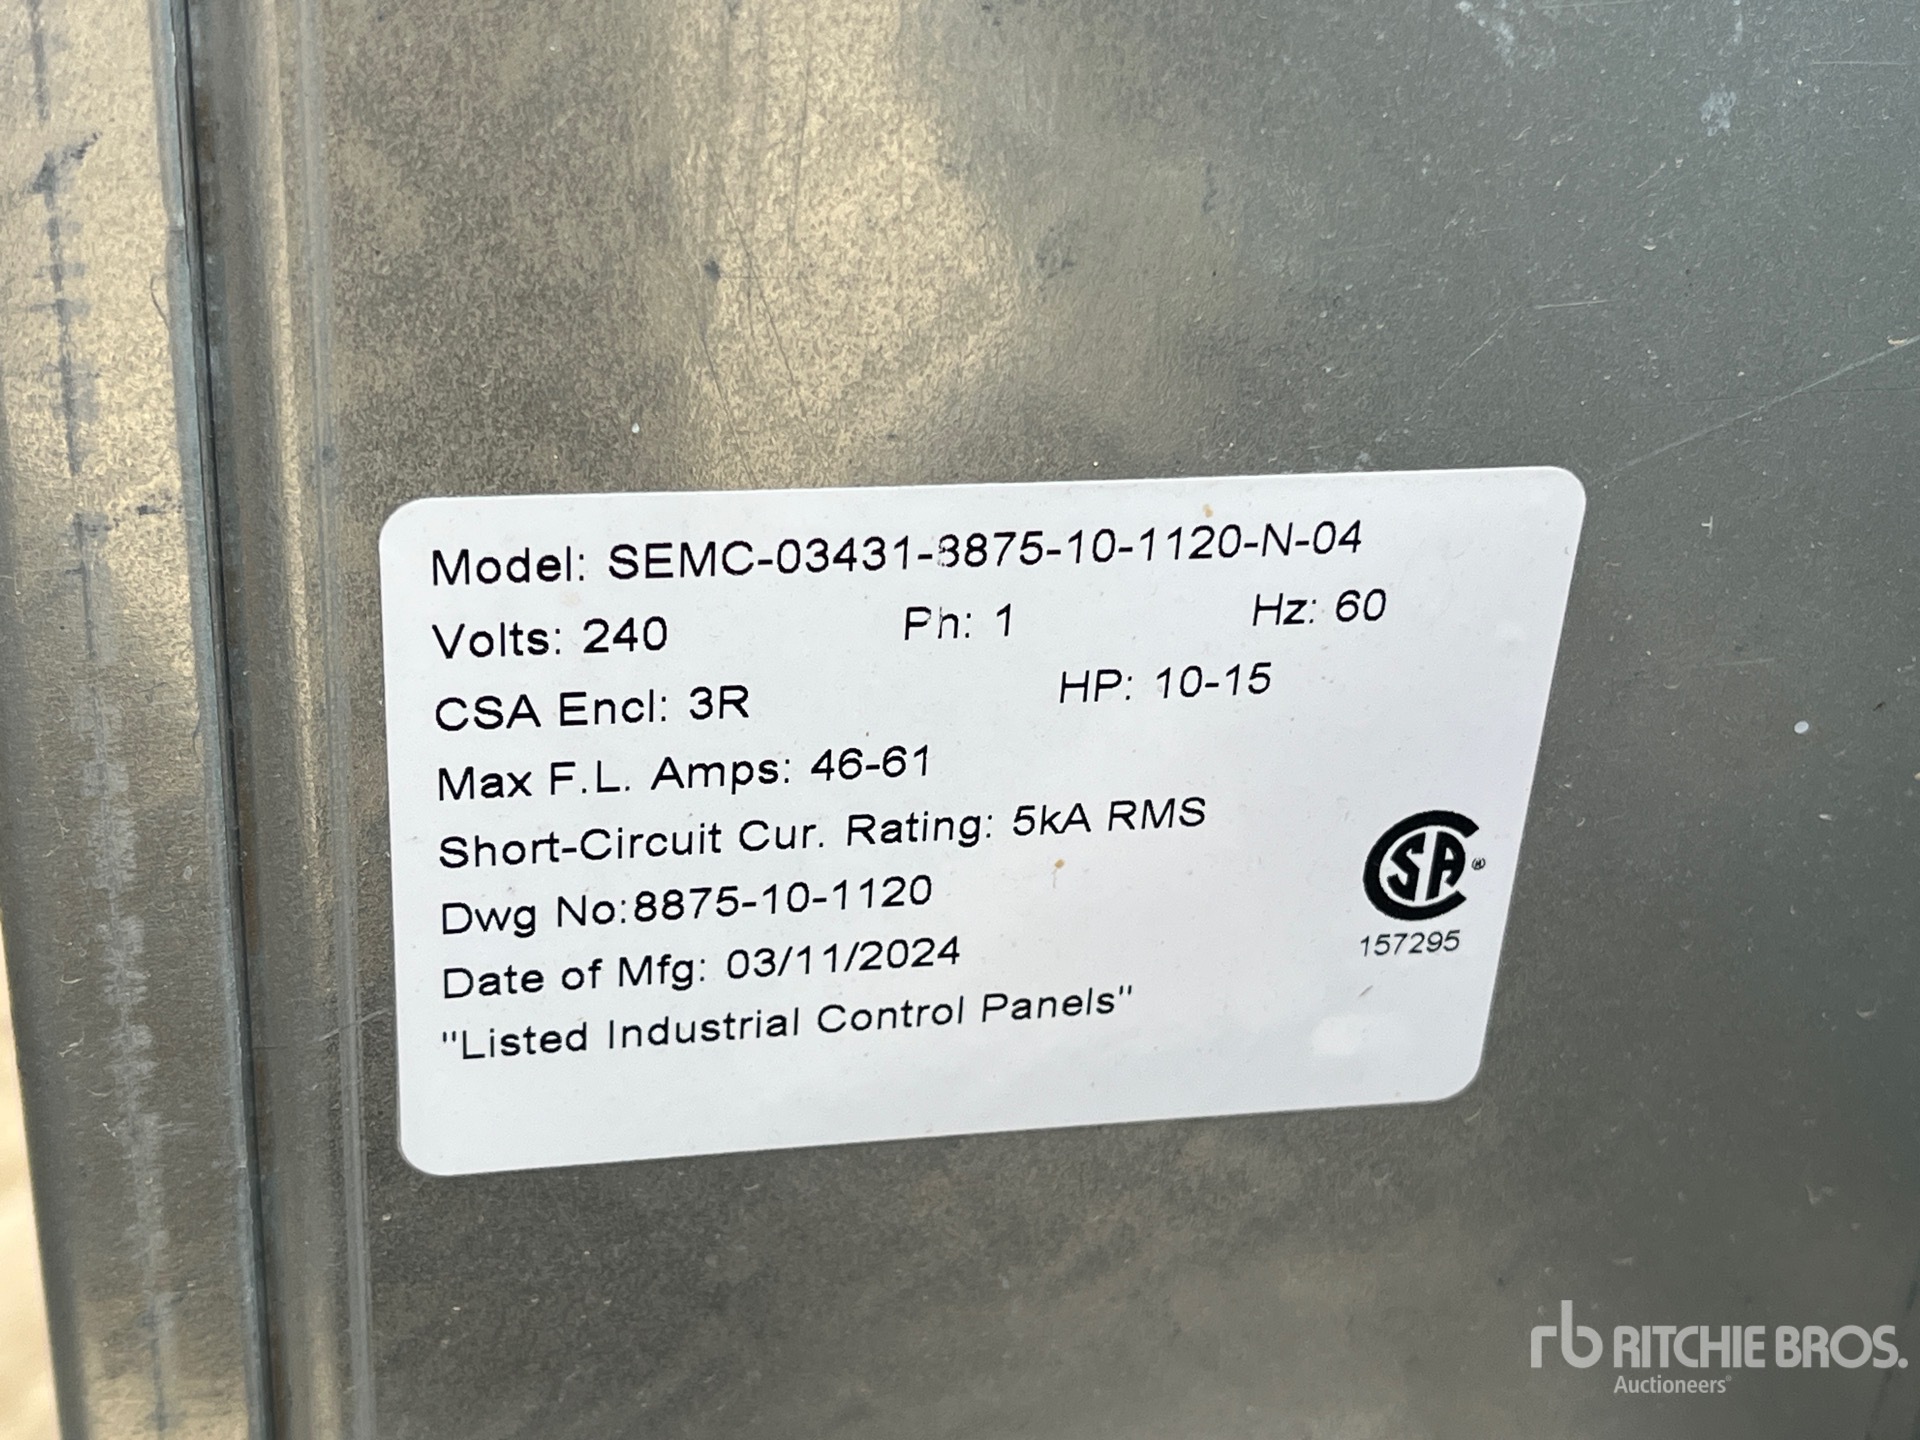 Model: SEMC-03431-8875-10-1120-N-04
Volts: 240 Ph: 1 Hz: 60
CSA Encl: 3R HP: 10-15
Max F.L. Amps: 46-61
Short-Circuit Cur. Rating: 5kA RMS
Dwg No:8875-10-1120
Date of Mfg: 03/11/2024
"Listed Industrial Control Panels"
CSA®
157295
rb RITCHIE BROS.
Auctioneers®